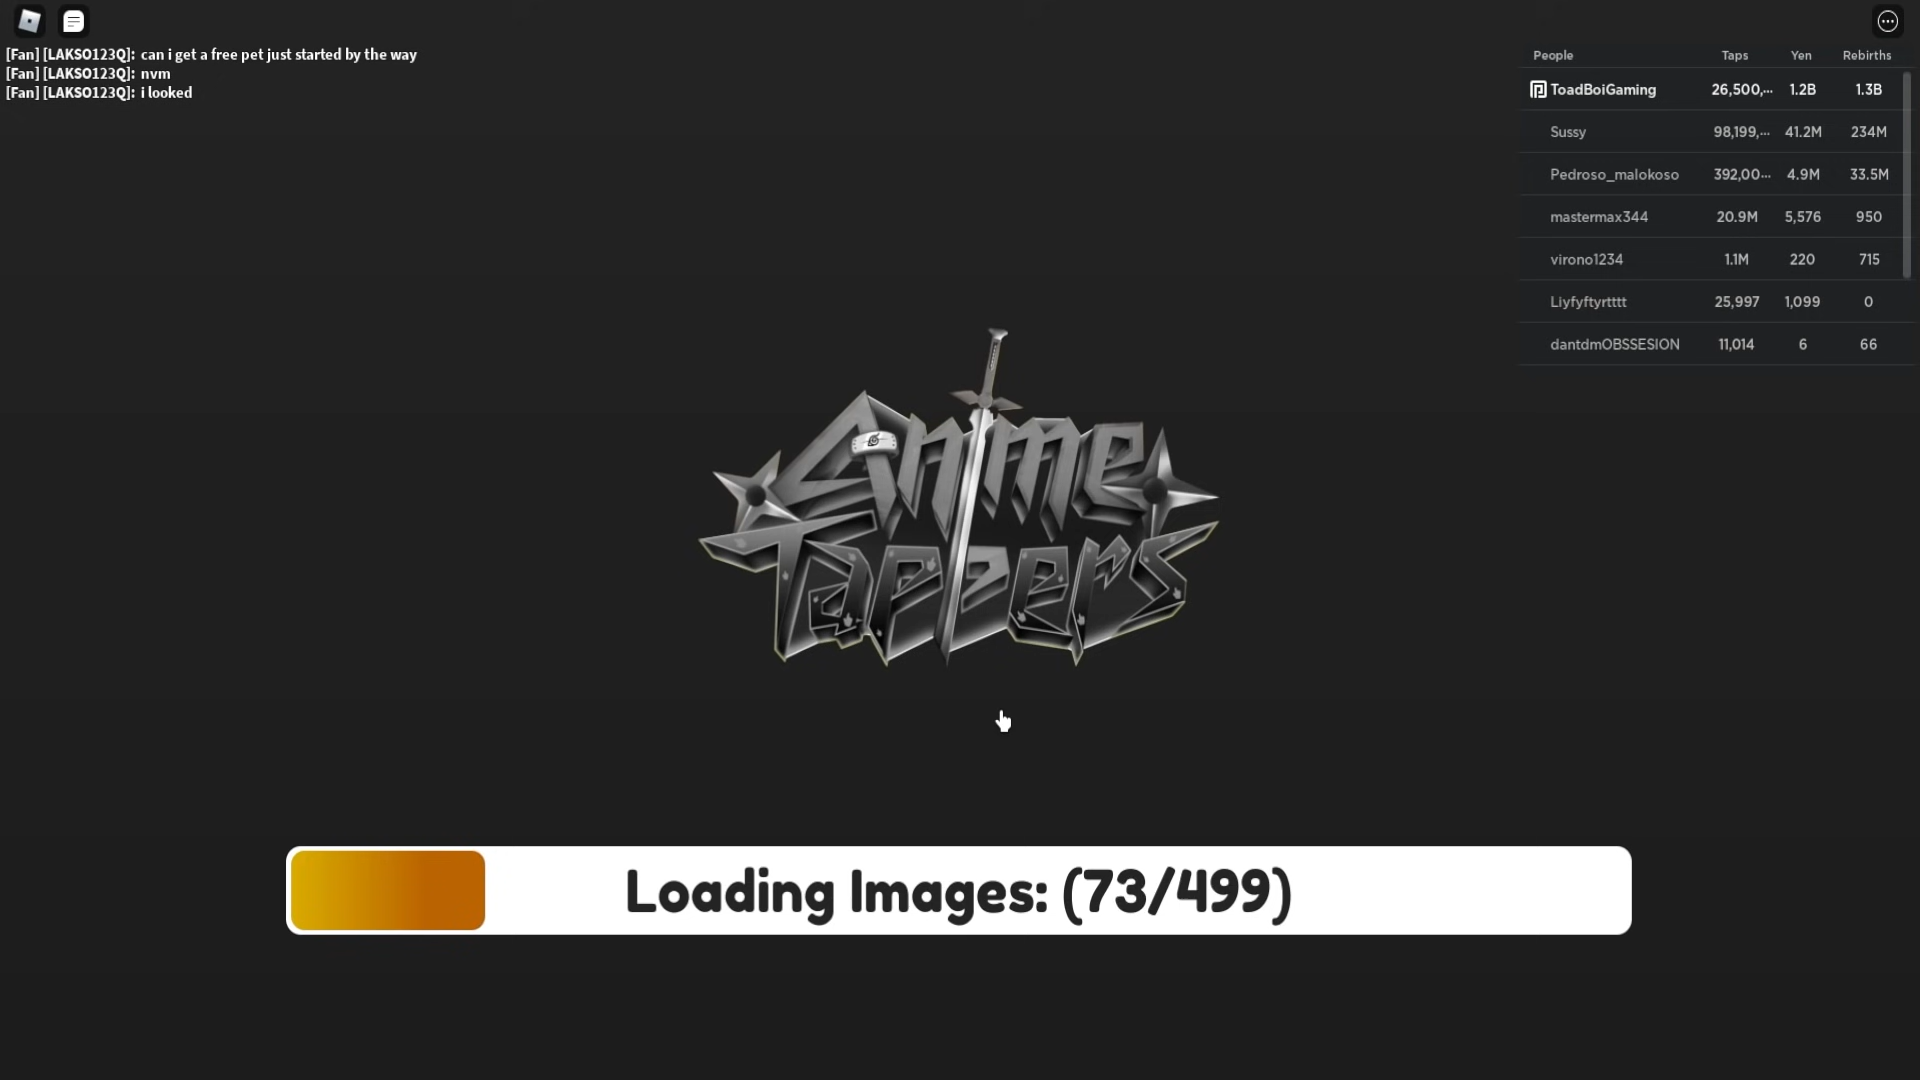 [Fan] [LAKSO123Q]: can i get a free pet just started by the way
[Fan] [LAKSO123Q]: nvm
[Fan] [LAKSO123Q]: i looked
People Taps Yen Rebirths
ToadBoiGaming 26,500,... 1.2B 1.3B
Sussy 98,199,... 41.2M 234M
Pedroso_malokoso 392,00... 4.9M 33.5M
mastermax344 20.9M 5,576 950
virono1234 1.1M 220 715
Liyfyftyrtttt 25,997 1,099 0
dantdmOBSSESION 11,014 6 66
Anime
Tappers
Loading Images: (73/499)